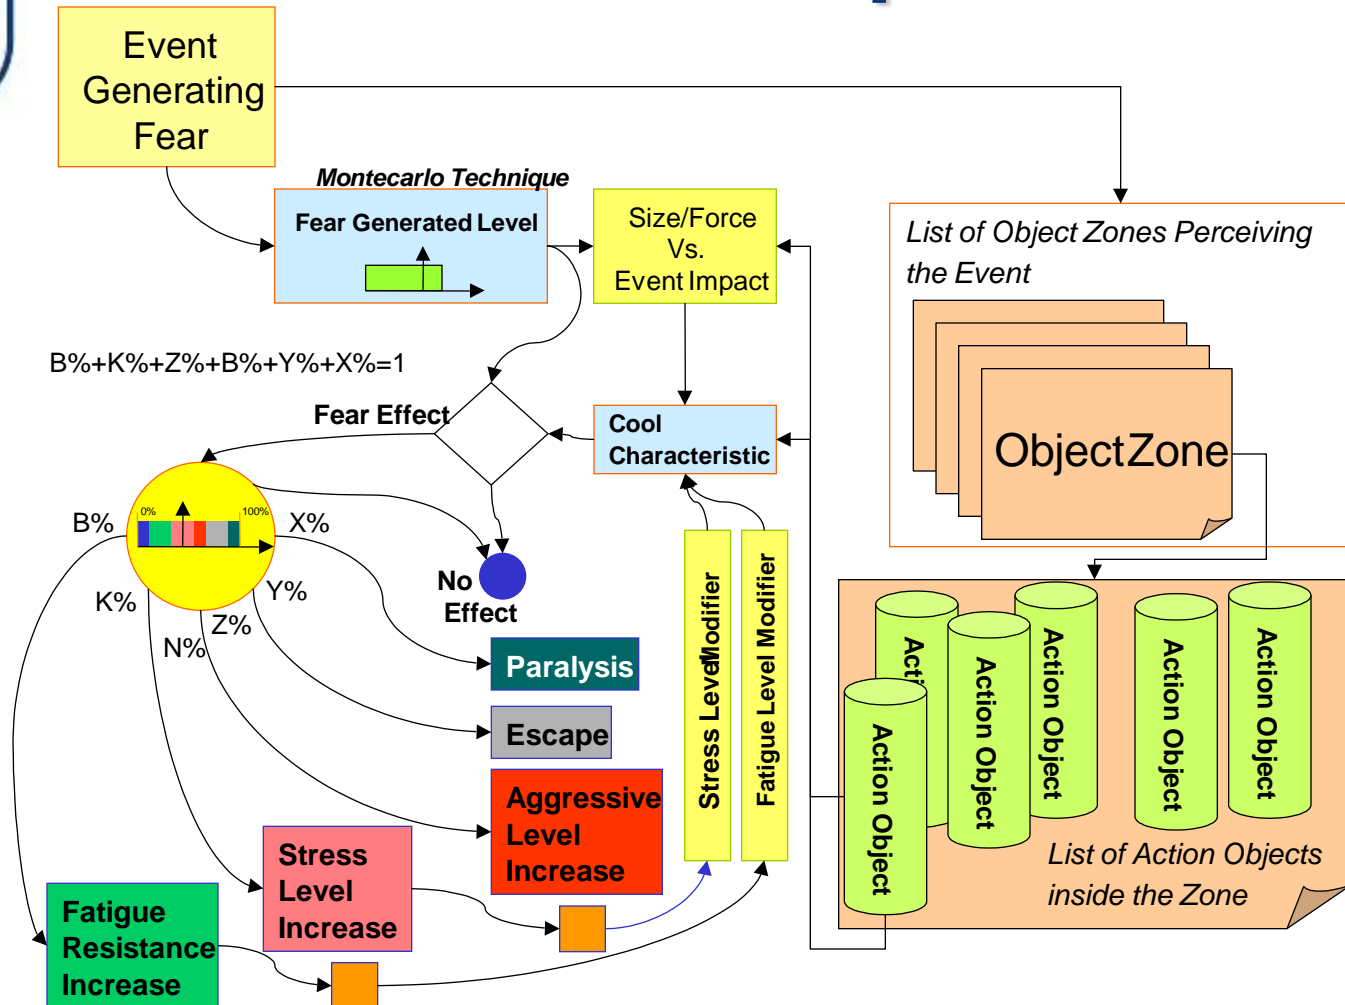 Event
Generating
Fear
Montecarlo Technique
Fear Generated Level
Size/Force
Vs.
Event Impact
List of Object Zones Perceiving
the Event
ObjectZone
B%+K%+Z%+B%+Y%+X%=1
Fear Effect
Cool
Characteristic
0%
100%
B%
X%
K%
Y%
Z%
N%
No
Effect
Paralysis
Escape
Aggressive
Level
Increase
Stress
Level
Increase
Fatigue
Resistance
Increase
Stress Level Modifier
Fatigue Level Modifier
Acti
Action Object
Action Object
Action Object
Action Object
Action Object
List of Action Objects
inside the Zone